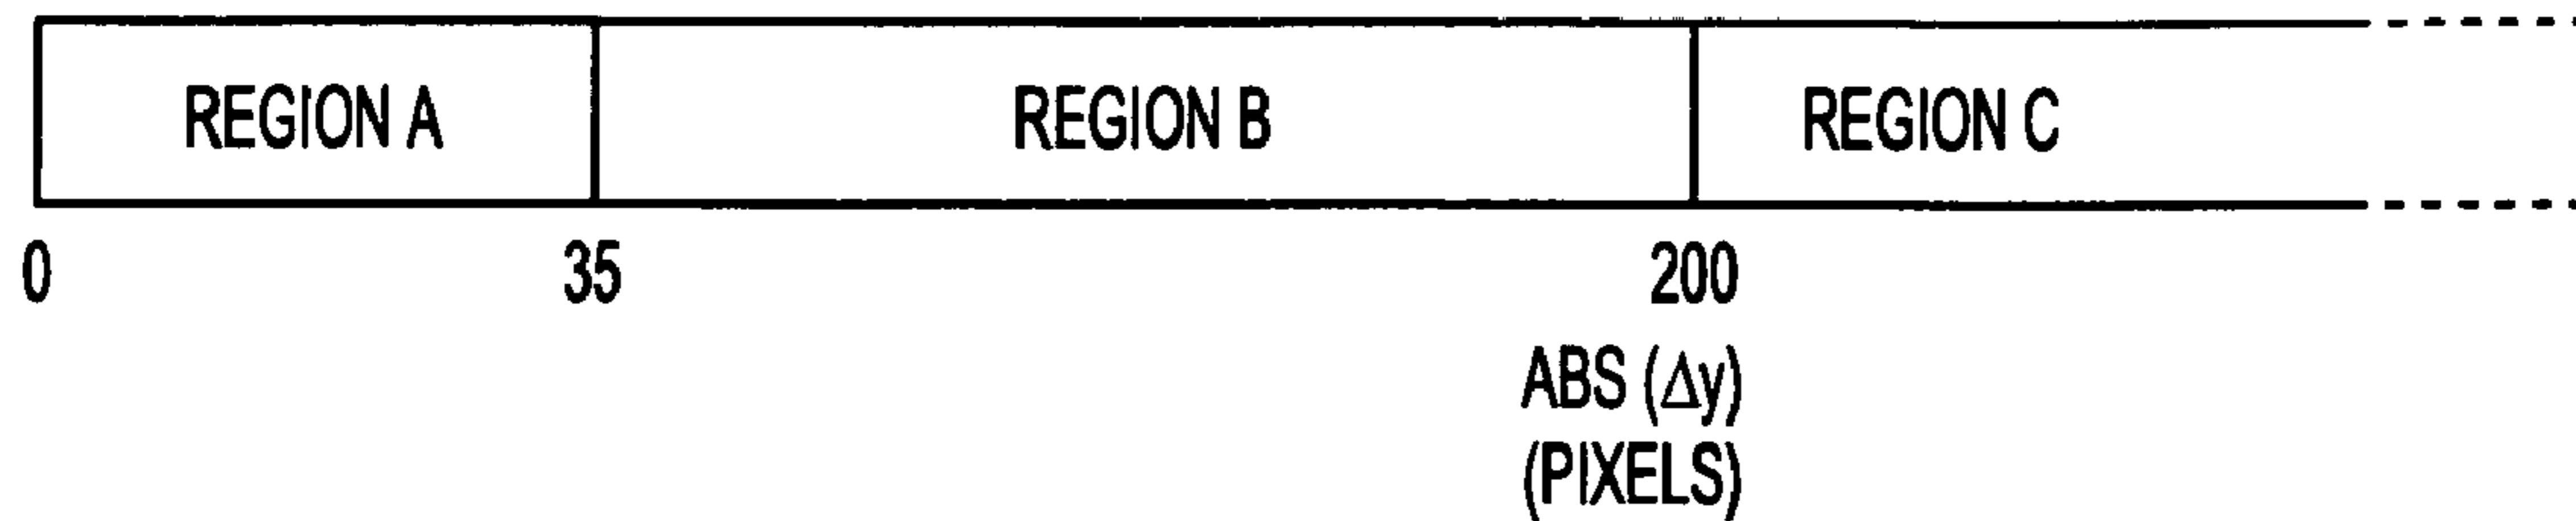 REGION A REGION B REGION C
0 35 200
ABS (Δy)
(PIXELS)